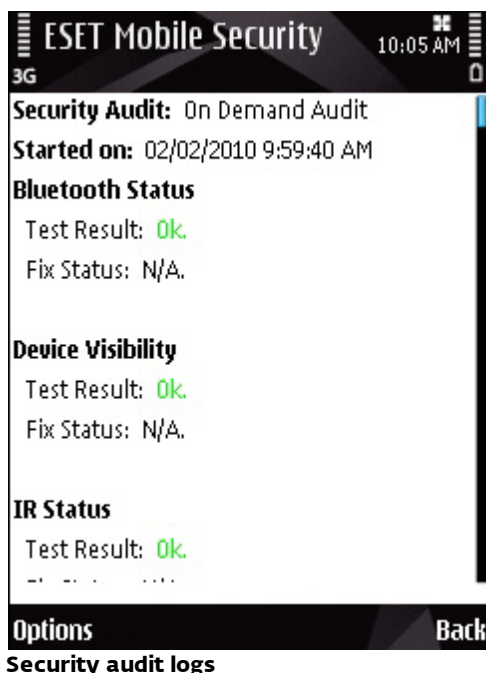 ESET Mobile Security
10:05 AM
3G
Security Audit: On Demand Audit
Started on: 02/02/2010 9:59:40 AM
Bluetooth Status
Test Result: Ok.
Fix Status: N/A.
Device Visibility
Test Result: Ok.
Fix Status: N/A.
IR Status
Test Result: Ok.
Options
Back
Security audit logs